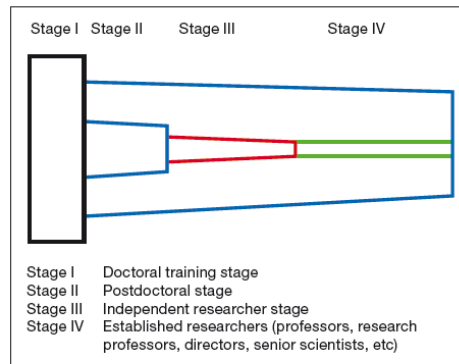 Stage I Stage II Stage III Stage IV
Stage I Doctoral training stage
Stage II Postdoctoral stage
Stage III Independent researcher stage
Stage IV Established researchers (professors, research
professors, directors, senior scientists, etc)